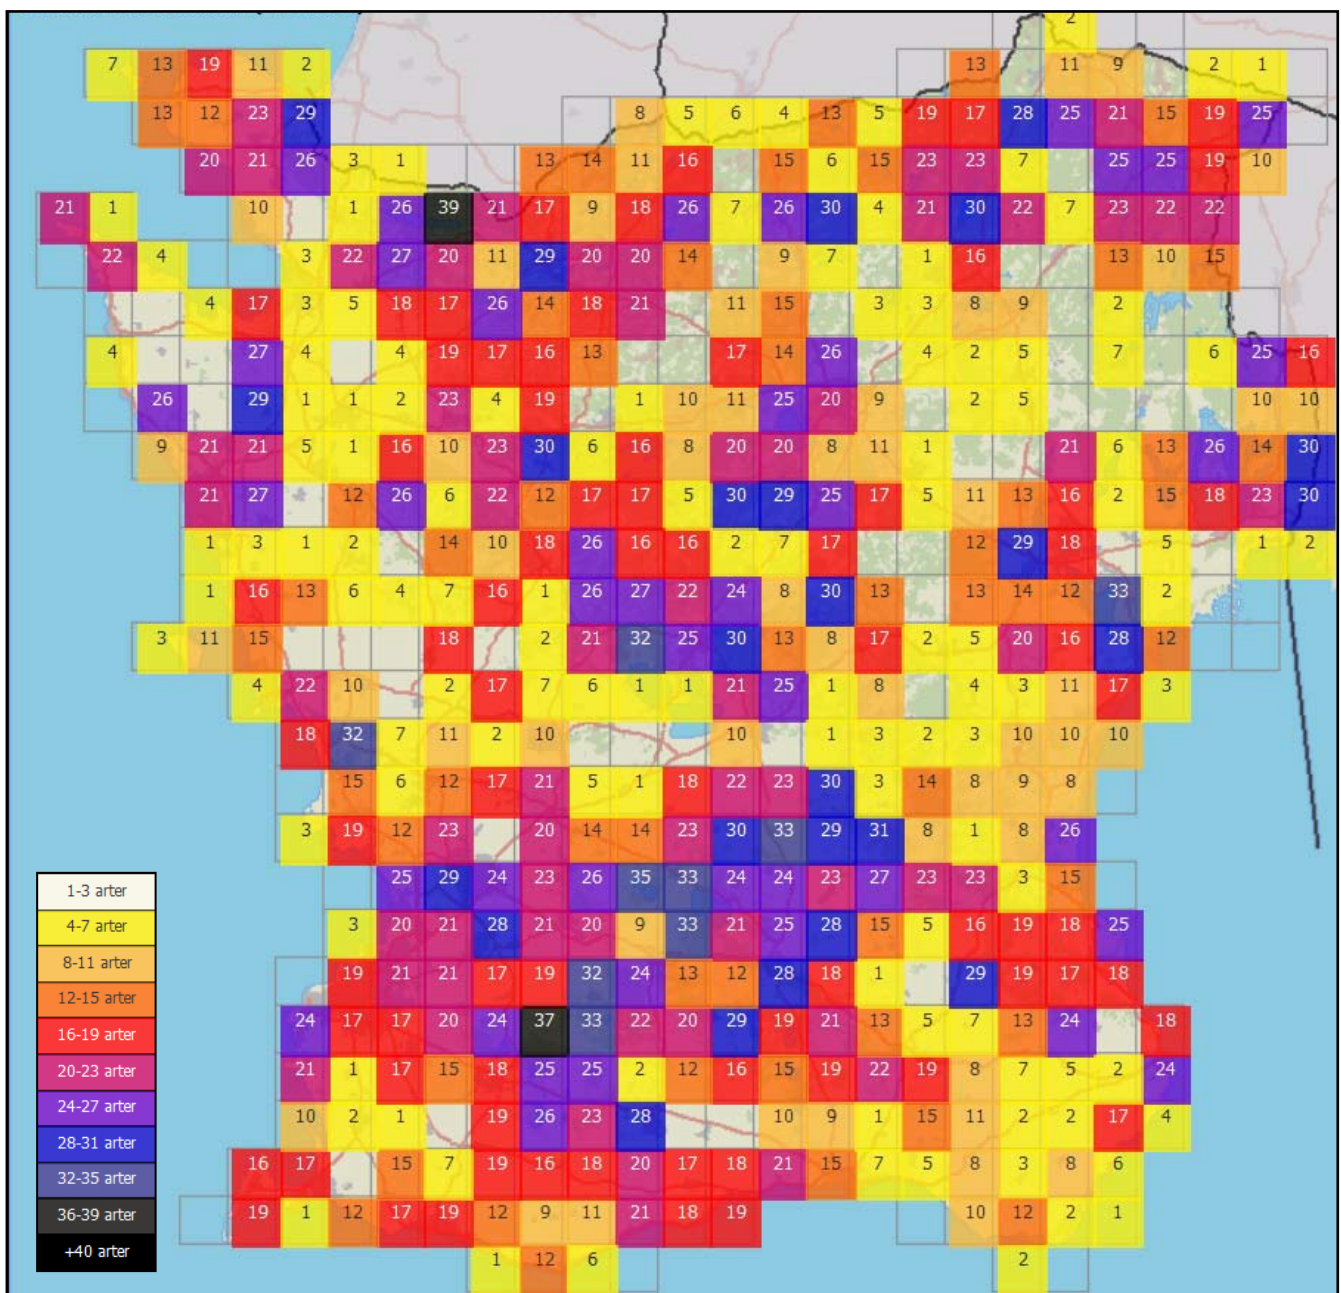 2
7 13 19 11 2 13 11 9 2 1
13 12 23 29 8 5 6 4 13 5 19 17 28 25 21 15 19 25
20 21 26 3 1 13 14 11 16 15 6 15 23 23 7 25 25 19 10
21 1 10 1 26 39 21 17 9 18 26 7 26 30 4 21 30 22 7 23 22 22
22 4 3 22 27 20 11 29 20 20 14 9 7 1 16 13 10 15
4 17 3 5 18 17 26 14 18 21 11 15 3 3 8 9 2
4 27 4 4 19 17 16 13 17 14 26 4 2 5 7 6 25 16
26 29 1 1 2 23 4 19 1 10 11 25 20 9 2 5 10 10
9 21 21 5 1 16 10 23 30 6 16 8 20 20 8 11 1 21 6 13 26 14 30
21 27 12 26 6 22 12 17 17 5 30 29 25 17 5 11 13 16 2 15 18 23 30
1 3 1 2 14 10 18 26 16 16 2 7 17 12 29 18 5 1 2
1 16 13 6 4 7 16 1 26 27 22 24 8 30 13 13 14 12 33 2
3 11 15 18 2 21 32 25 30 13 8 17 2 5 20 16 28 12
4 22 10 2 17 7 6 1 1 21 25 1 8 4 3 11 17 3
18 32 7 11 2 10 10 1 3 2 3 10 10 10
15 6 12 17 21 5 1 18 22 23 30 3 14 8 9 8
3 19 12 23 20 14 14 23 30 33 29 31 8 1 8 26
1-3 arter 25 29 24 23 26 35 33 24 24 23 27 23 23 3 15
4-7 arter 3 20 21 28 21 20 9 33 21 25 28 15 5 16 19 18 25
8-11 arter 19 21 21 17 19 32 24 13 12 28 18 1 29 19 17 18
12-15 arter
16-19 arter 24 17 17 20 24 37 33 22 20 29 19 21 13 5 7 13 24 18
20-23 arter 21 1 17 15 18 25 25 2 12 16 15 19 22 19 8 7 5 2 24
24-27 arter 10 2 1 19 26 23 28 10 9 1 15 11 2 2 17 4
28-31 arter
32-35 arter 16 17 15 7 19 16 18 20 17 18 21 15 7 5 8 3 8 6
36-39 arter 19 1 12 17 19 12 9 11 21 18 19 10 12 2 1
+40 arter 1 12 6 2